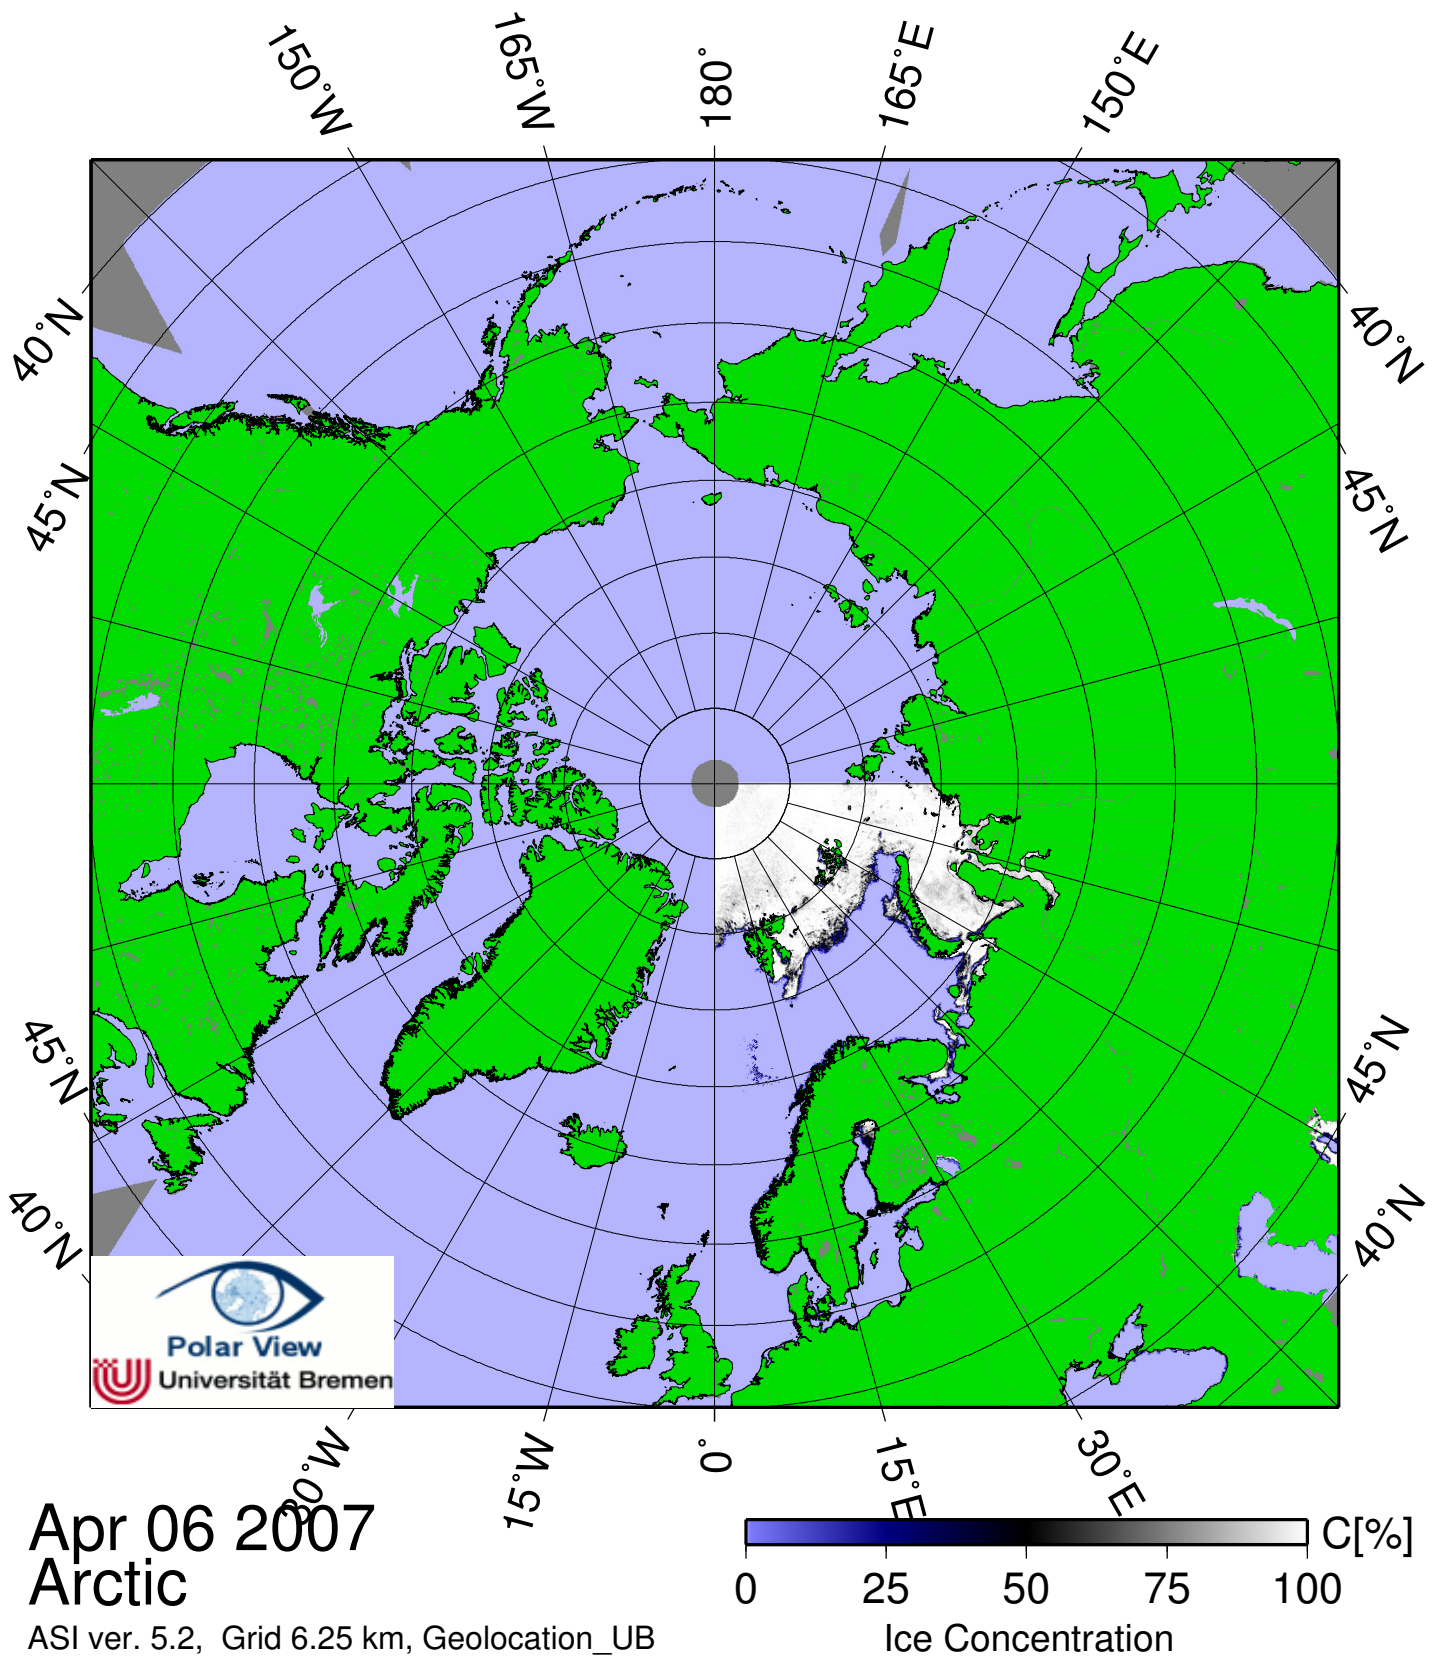 150°W
165°W
180°
165°E
150°E
40°N
40°N
45°N
45°N
45°N
45°N
40°N
40°N
Polar View
Universität Bremen
30°W
15°W
0°
15°E
30°E
Apr 06 2007
Arctic
ASI ver. 5.2, Grid 6.25 km, Geolocation_UB
C[%]
0 25 50 75 100
Ice Concentration